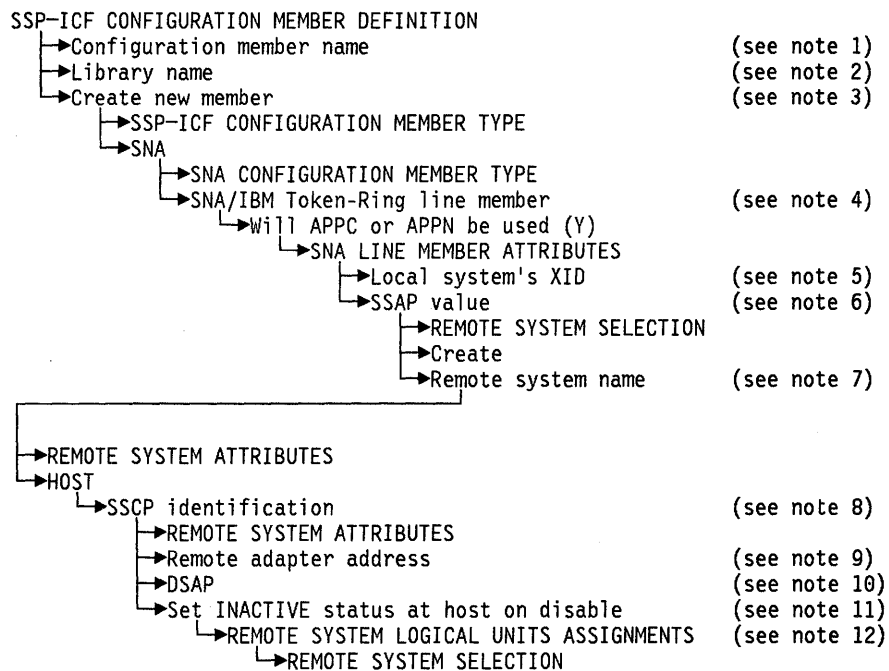 SSP-ICF CONFIGURATION MEMBER DEFINITION
Configuration member name (see note 1)
Library name (see note 2)
Create new member (see note 3)
SSP-ICF CONFIGURATION MEMBER TYPE
SNA
SNA CONFIGURATION MEMBER TYPE
SNA/IBM Token-Ring line member (see note 4)
Will APPC or APPN be used (Y)
SNA LINE MEMBER ATTRIBUTES
Local system's XID (see note 5)
SSAP value (see note 6)
REMOTE SYSTEM SELECTION
Create
Remote system name (see note 7)
REMOTE SYSTEM ATTRIBUTES
HOST
SSCP identification (see note 8)
REMOTE SYSTEM ATTRIBUTES
Remote adapter address (see note 9)
DSAP (see note 10)
Set INACTIVE status at host on disable (see note 11)
REMOTE SYSTEM LOGICAL UNITS ASSIGNMENTS (see note 12)
REMOTE SYSTEM SELECTION